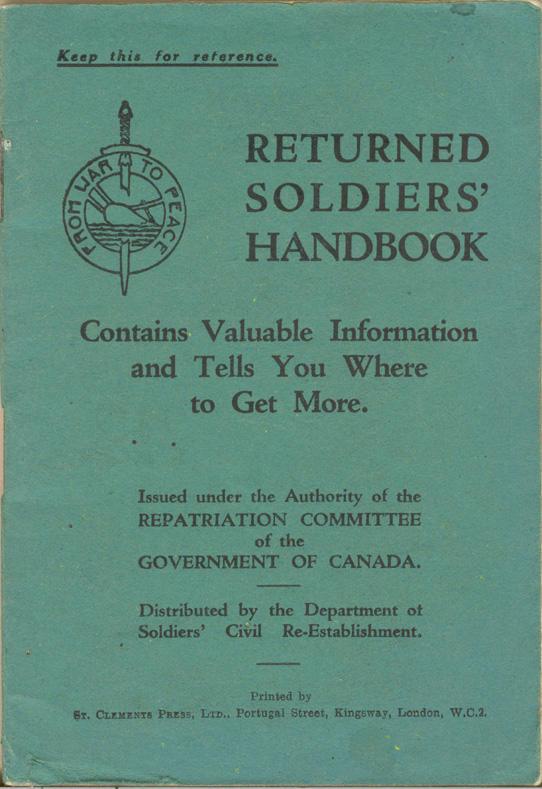 Keep this for reference.
FROM WAR TO PEACE
RETURNED
SOLDIERS'
HANDBOOK
Contains Valuable Information
and Tells You Where
to Get More.
Issued under the Authority of the
REPATRIATION COMMITTEE
of the
GOVERNMENT OF CANADA.
Distributed by the Department of
Soldiers' Civil Re-Establishment.
Printed by
ST. CLEMENTS PRESS, LTD., Portugal Street, Kingsway, London, W.C.2.